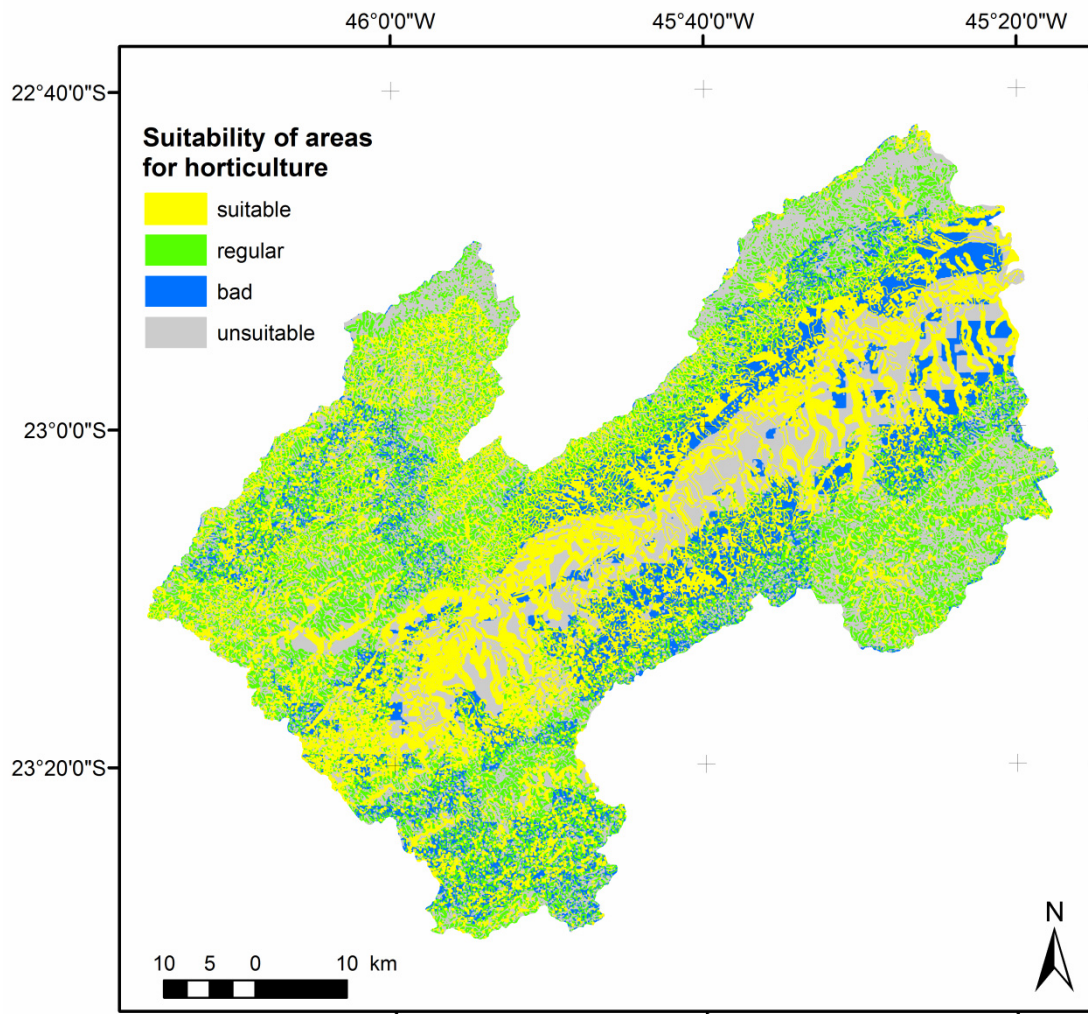 46°0'0"W 45°40'0"W 45°20'0"W
22°40'0"S
Suitability of areas
for horticulture
suitable
regular
bad
unsuitable
23°0'0"S
23°20'0"S
N
10 5 0 10 km